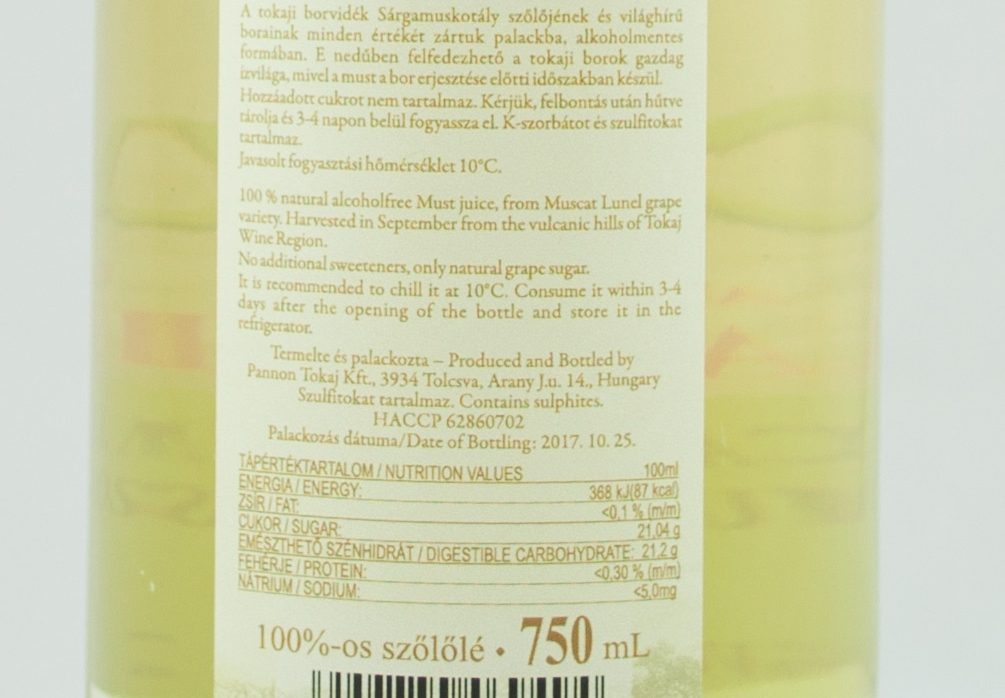 A tokaji borvidék Sárgamuskotály szőlőjének és világhírű
borainak minden értékét zártuk palackba, alkoholmentes
formában. E nedűben felfedezhető a tokaji borok gazdag
ízvilága, mivel a must a bor erjesztése előtti időszakban készül.
Hozzáadott cukrot nem tartalmaz. Kérjük, felbontás után hűtve
tárolja és 3-4 napon belül fogyassza el. K-szorbátot és szulfitokat
tartalmaz.
Javasolt fogyasztási hőmérséklet 10°C.
100 % natural alcoholfree Must juice, from Muscat Lunel grape
variety. Harvested in September from the vulcanic hills of Tokaj
Wine Region.
No additional sweeteners, only natural grape sugar.
It is recommended to chill it at 10°C. Consume it within 3-4
days after the opening of the bottle and store it in the
refrigerator.
Termelte és palackozta – Produced and Bottled by
Pannon Tokaj Kft., 3934 Tolcsva, Arany J.u. 14., Hungary
Szulfitokat tartalmaz. Contains sulphites.
HACCP 62860702
Palackozás dátuma/Date of Bottling: 2017. 10. 25.
TÁPÉRTÉKTARTALOM / NUTRITION VALUES 100ml
ENERGIA / ENERGY: 368 kJ(87 kcal)
ZSÍR / FAT: <0,1 % (m/m)
CUKOR / SUGAR: 21,04 g
EMÉSZTHETŐ SZÉNHIDRÁT / DIGESTIBLE CARBOHYDRATE: 21,2 g
FEHÉRJE / PROTEIN: <0,30 % (m/m)
NÁTRIUM / SODIUM: <5,0mg
100%-os szőlőlé • 750 mL